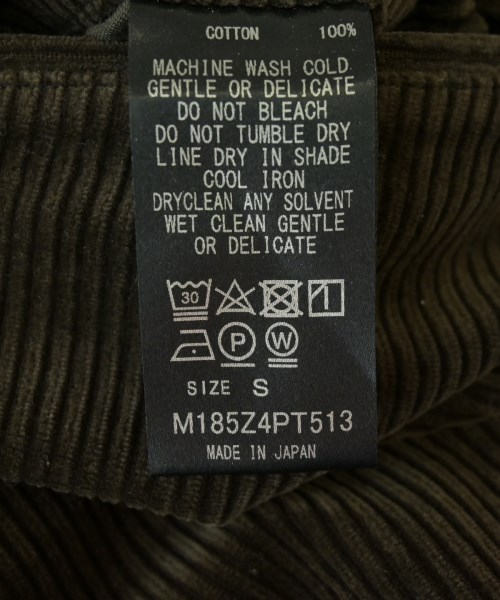 COTTON 100%
MACHINE WASH COLD
GENTLE OR DELICATE
DO NOT BLEACH
DO NOT TUMBLE DRY
LINE DRY IN SHADE
COOL IRON
DRYCLEAN ANY SOLVENT
WET CLEAN GENTLE
OR DELICATE
30
P W
SIZE S
M185Z4PT513
MADE IN JAPAN